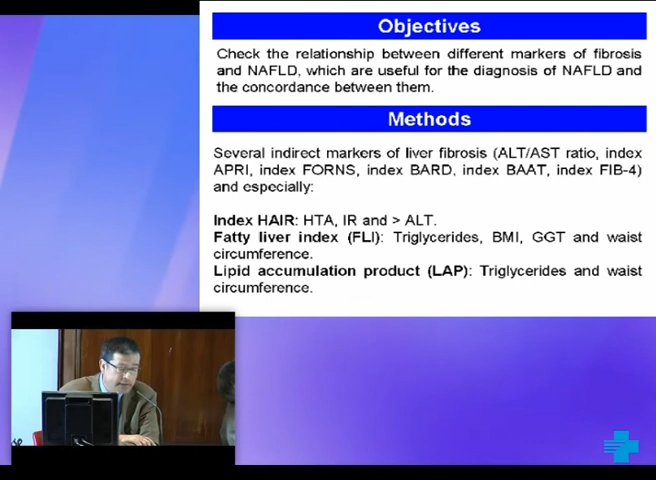 Objectives
Check the relationship between different markers of fibrosis
and NAFLD, which are useful for the diagnosis of NAFLD and
the concordance between them.
Methods
Several indirect markers of liver fibrosis (ALT/AST ratio, index
APRI, index FORNS, index BARD, index BAAT, index FIB-4)
and especially:
Index HAIR: HTA, IR and > ALT.
Fatty liver index (FLI): Triglycerides, BMI, GGT and waist
circumference.
Lipid accumulation product (LAP): Triglycerides and waist
circumference.